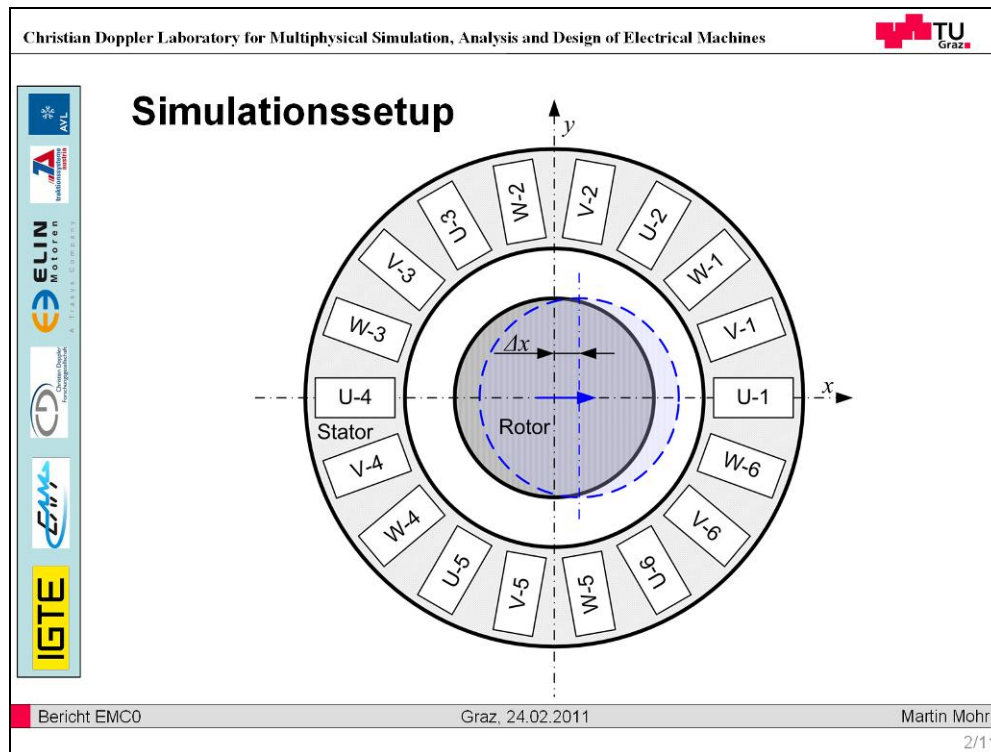 Christian Doppler Laboratory for Multiphysical Simulation, Analysis and Design of Electrical Machines
TU
Graz
Simulationssetup
AVL
traktionssysteme
austria
ELIN
Motoren
A Traktionssysteme Company
Christian Doppler
Forschungsgesellschaft
EAM
IGTE
y
W-2
V-2
U-3
U-2
V-3
W-1
W-3
V-1
Δx
x
U-4
U-1
Stator
Rotor
V-4
W-6
W-4
V-6
U-5
U-6
V-5
W-5
Bericht EMC0
Graz, 24.02.2011
Martin Mohr
2/11